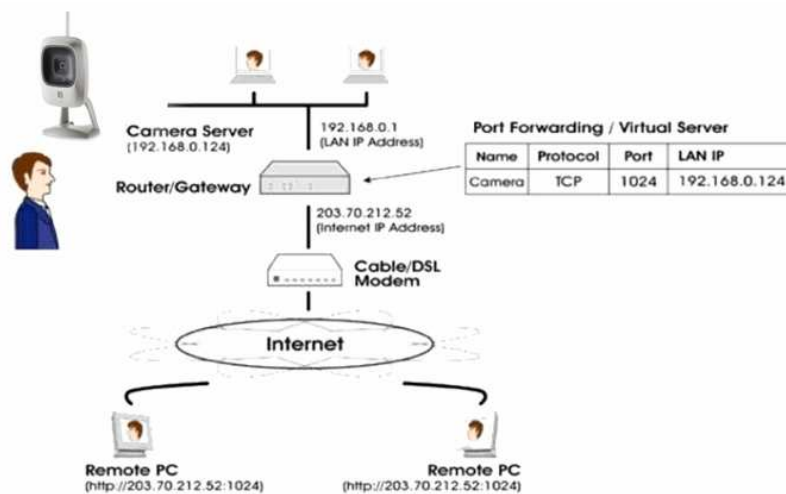 Camera Server
(192.168.0.124)
192.168.0.1
(LAN IP Address)
Port Forwarding / Virtual Server
Name Protocol Port LAN IP
Camera TCP 1024 192.168.0.124
Router/Gateway
203.70.212.52
(Internet IP Address)
Cable/DSL
Modem
Internet
Remote PC
(http://203.70.212.52:1024)
Remote PC
(http://203.70.212.52:1024)